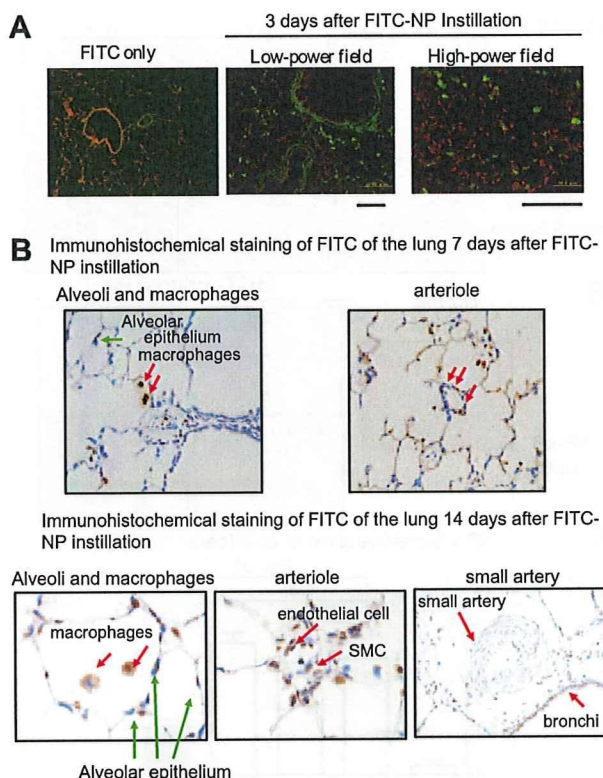 A
3 days after FITC-NP Instillation
FITC only
Low-power field
High-power field
B
Immunohistochemical staining of FITC of the lung 7 days after FITC-
NP instillation
Alveoli and macrophages
arteriole
Alveolar
epithelium
macrophages
Immunohistochemical staining of FITC of the lung 14 days after FITC-
NP instillation
Alveoli and macrophages
arteriole
small artery
macrophages
endothelial cell
SMC
small artery
bronchi
Alveolar epithelium